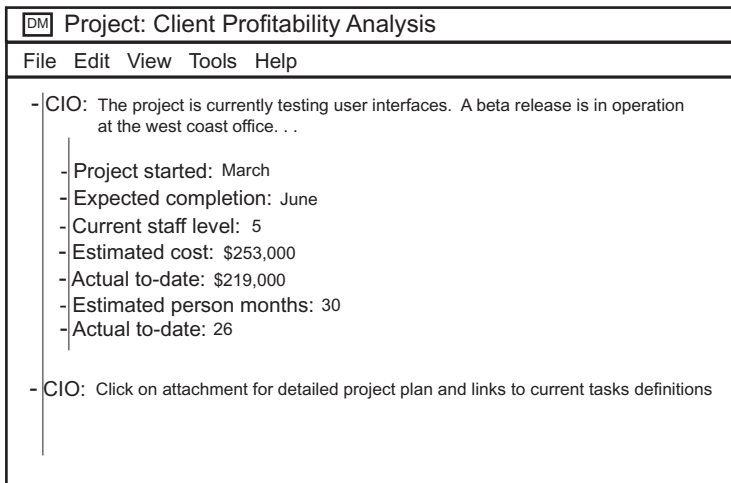 DM Project: Client Profitability Analysis
File Edit View Tools Help
- CIO: The project is currently testing user interfaces. A beta release is in operation
at the west coast office. . .
- Project started: March
- Expected completion: June
- Current staff level: 5
- Estimated cost: $253,000
- Actual to-date: $219,000
- Estimated person months: 30
- Actual to-date: 26
- CIO: Click on attachment for detailed project plan and links to current tasks definitions